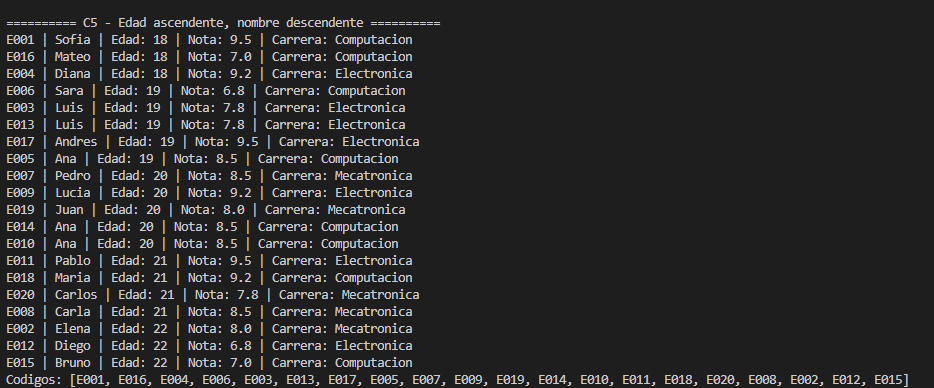 ========== C5 - Edad ascendente, nombre descendente ==========
E001 | Sofia | Edad: 18 | Nota: 9.5 | Carrera: Computacion
E016 | Mateo | Edad: 18 | Nota: 7.0 | Carrera: Computacion
E004 | Diana | Edad: 18 | Nota: 9.2 | Carrera: Electronica
E006 | Sara | Edad: 19 | Nota: 6.8 | Carrera: Computacion
E003 | Luis | Edad: 19 | Nota: 7.8 | Carrera: Electronica
E013 | Luis | Edad: 19 | Nota: 7.8 | Carrera: Electronica
E017 | Andres | Edad: 19 | Nota: 9.5 | Carrera: Electronica
E005 | Ana | Edad: 19 | Nota: 8.5 | Carrera: Computacion
E007 | Pedro | Edad: 20 | Nota: 8.5 | Carrera: Mecatronica
E009 | Lucia | Edad: 20 | Nota: 9.2 | Carrera: Electronica
E019 | Juan | Edad: 20 | Nota: 8.0 | Carrera: Mecatronica
E014 | Ana | Edad: 20 | Nota: 8.5 | Carrera: Computacion
E010 | Ana | Edad: 20 | Nota: 8.5 | Carrera: Computacion
E011 | Pablo | Edad: 21 | Nota: 9.5 | Carrera: Electronica
E018 | Maria | Edad: 21 | Nota: 9.2 | Carrera: Computacion
E020 | Carlos | Edad: 21 | Nota: 7.8 | Carrera: Mecatronica
E008 | Carla | Edad: 21 | Nota: 8.5 | Carrera: Mecatronica
E002 | Elena | Edad: 22 | Nota: 8.0 | Carrera: Mecatronica
E012 | Diego | Edad: 22 | Nota: 6.8 | Carrera: Electronica
E015 | Bruno | Edad: 22 | Nota: 7.0 | Carrera: Computacion
Codigos: [E001, E016, E004, E006, E003, E013, E017, E005, E007, E009, E019, E014, E010, E011, E018, E020, E008, E002, E012, E015]